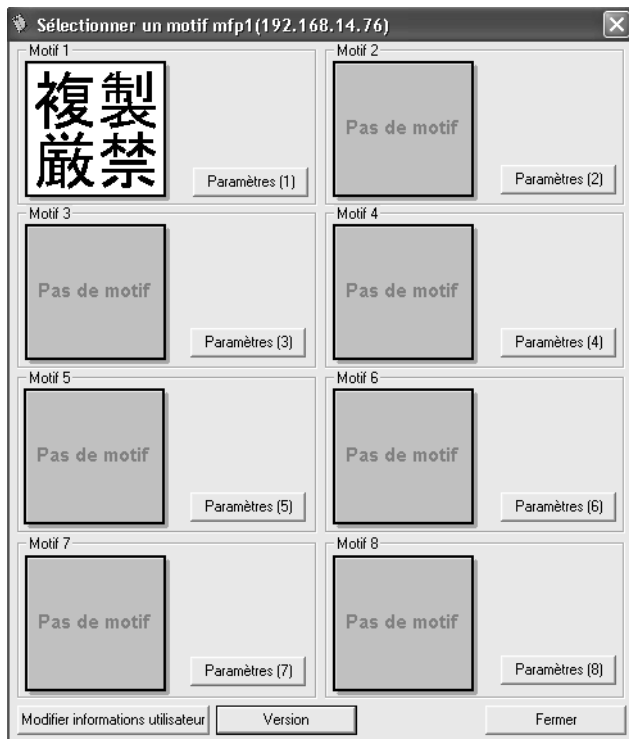 Sélectionner un motif mfp1(192.168.14.76)
Motif 1
複製
厳禁
Paramètres (1)
Motif 2
Pas de motif
Paramètres (2)
Motif 3
Pas de motif
Paramètres (3)
Motif 4
Pas de motif
Paramètres (4)
Motif 5
Pas de motif
Paramètres (5)
Motif 6
Pas de motif
Paramètres (6)
Motif 7
Pas de motif
Paramètres (7)
Motif 8
Pas de motif
Paramètres (8)
Modifier informations utilisateur
Version
Fermer